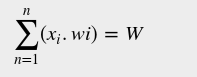 n
∑(xᵢ. wi) = W
n=1